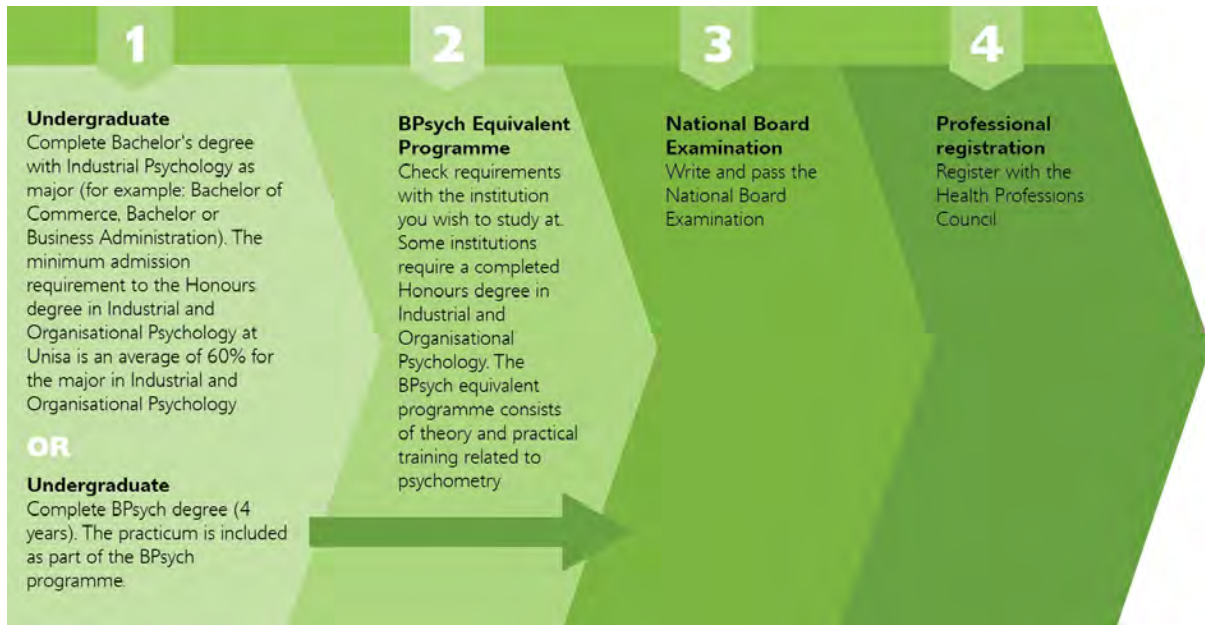 1
Undergraduate
Complete Bachelor's degree
with Industrial Psychology as
major (for example: Bachelor of
Commerce, Bachelor or
Business Administration). The
minimum admission
requirement to the Honours
degree in Industrial and
Organisational Psychology at
Unisa is an average of 60% for
the major in Industrial and
Organisational Psychology
OR
Undergraduate
Complete BPsych degree (4
years). The practicum is included
as part of the BPsych
programme.
2
BPsych Equivalent
Programme
Check requirements
with the institution
you wish to study at.
Some institutions
require a completed
Honours degree in
Industrial and
Organisational
Psychology. The
BPsych equivalent
programme consists
of theory and practical
training related to
psychometry
3
National Board
Examination
Write and pass the
National Board
Examination
4
Professional
registration
Register with the
Health Professions
Council